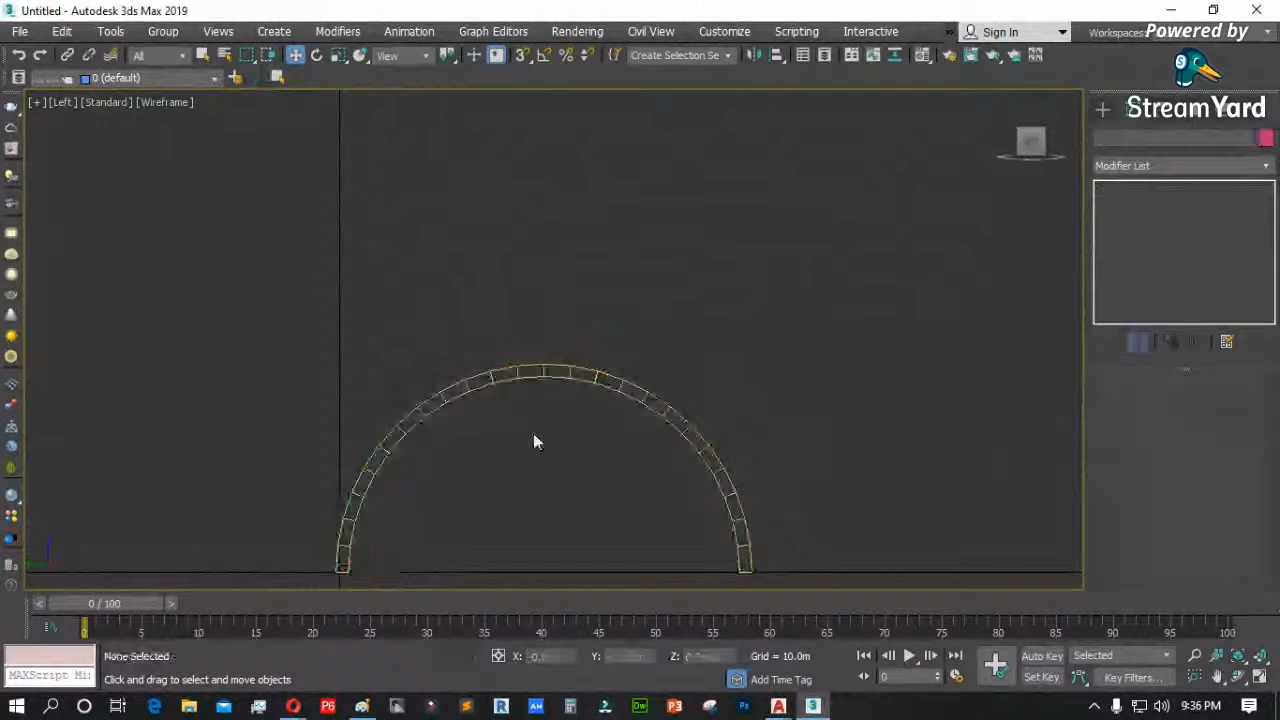 Untitled - Autodesk 3ds Max 2019
File Edit Tools Group Views Create Modifiers Animation Graph Editors Rendering Civil View Customize Scripting Interactive Sign In Workspaces:
Powered by
StreamYard
All View Create Selection Se
0 (default)
[+] [Left] [Standard] [Wireframe]
Modifier List
0 / 100
0 5 10 15 20 25 30 35 40 45 50 55 60 65 70 75 80 85 90 95 100
None Selected X: Y: Z: Grid = 10.0m Auto Key Selected
MAXScript Mi Click and drag to select and move objects Add Time Tag 0 Set Key Key Filters...
9:36 PM